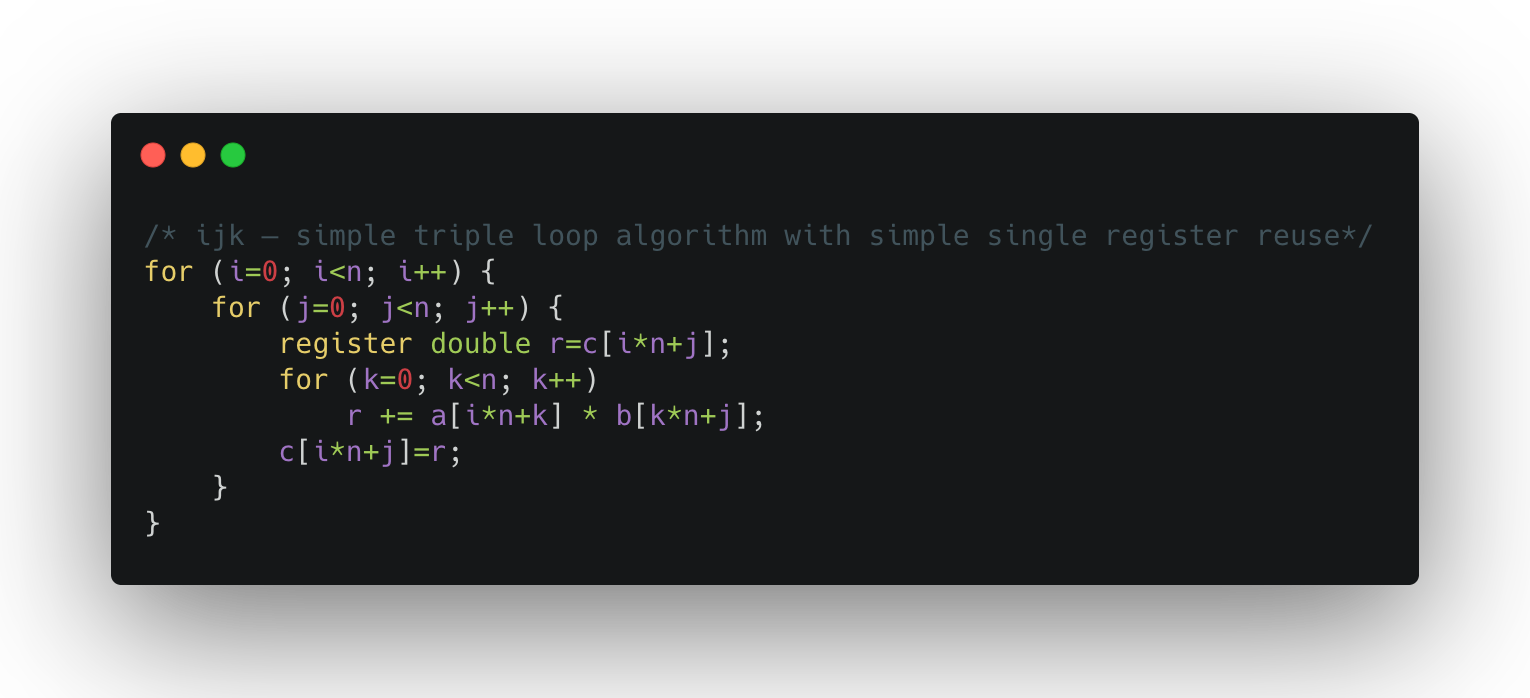 /* ijk – simple triple loop algorithm with simple single register reuse*/
for (i=0; i<n; i++) {
    for (j=0; j<n; j++) {
        register double r=c[i*n+j];
        for (k=0; k<n; k++)
            r += a[i*n+k] * b[k*n+j];
        c[i*n+j]=r;
    }
}